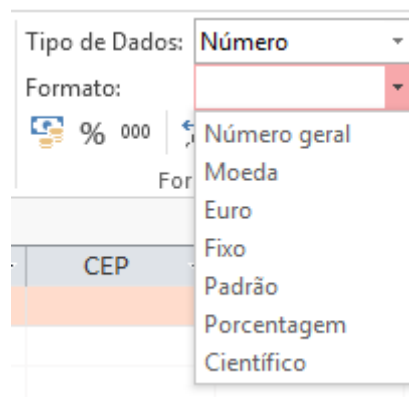 Tipo de Dados: Número
Formato:
% 000
For
Número geral
Moeda
Euro
Fixo
Padrão
Porcentagem
Científico
CEP